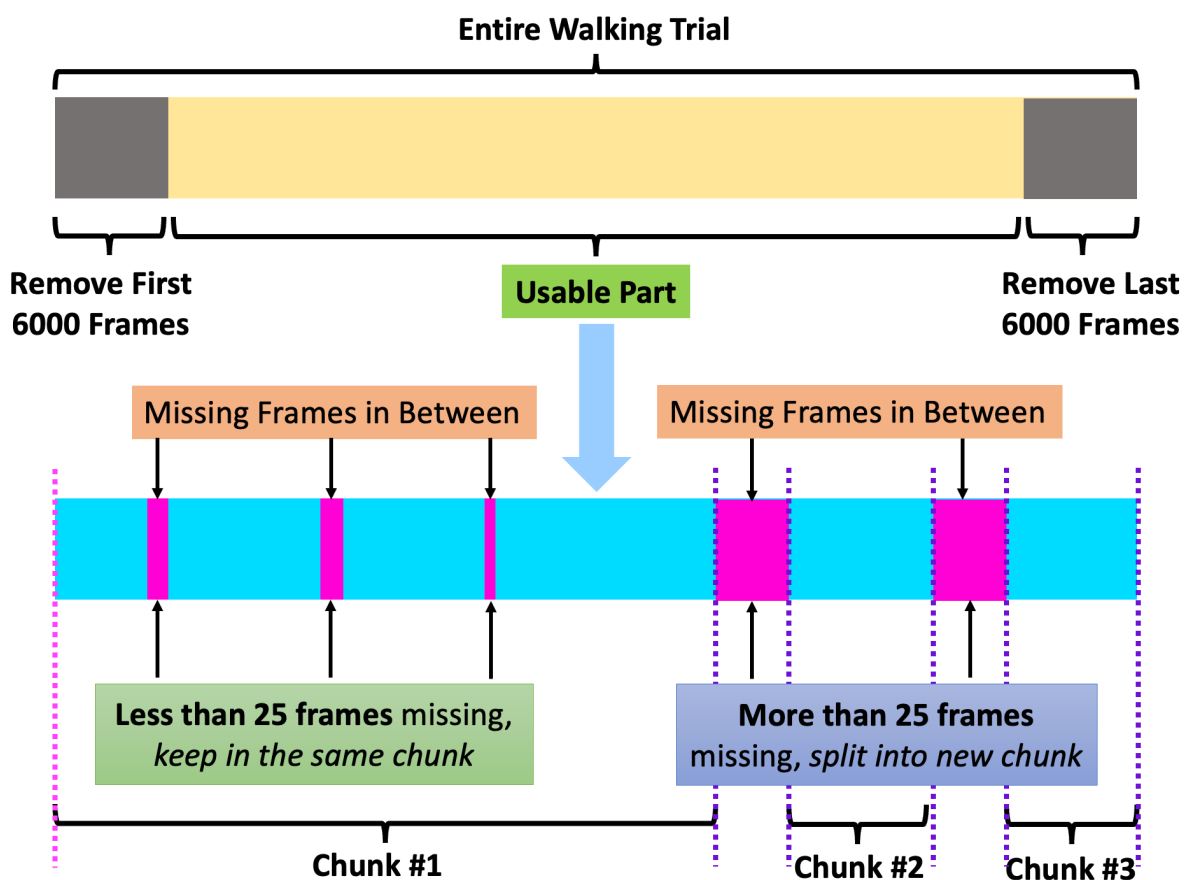 Entire Walking Trial
Remove First
6000 Frames
Usable Part
Remove Last
6000 Frames
Missing Frames in Between
Missing Frames in Between
Less than 25 frames missing,
keep in the same chunk
More than 25 frames
missing, split into new chunk
Chunk #1
Chunk #2
Chunk #3